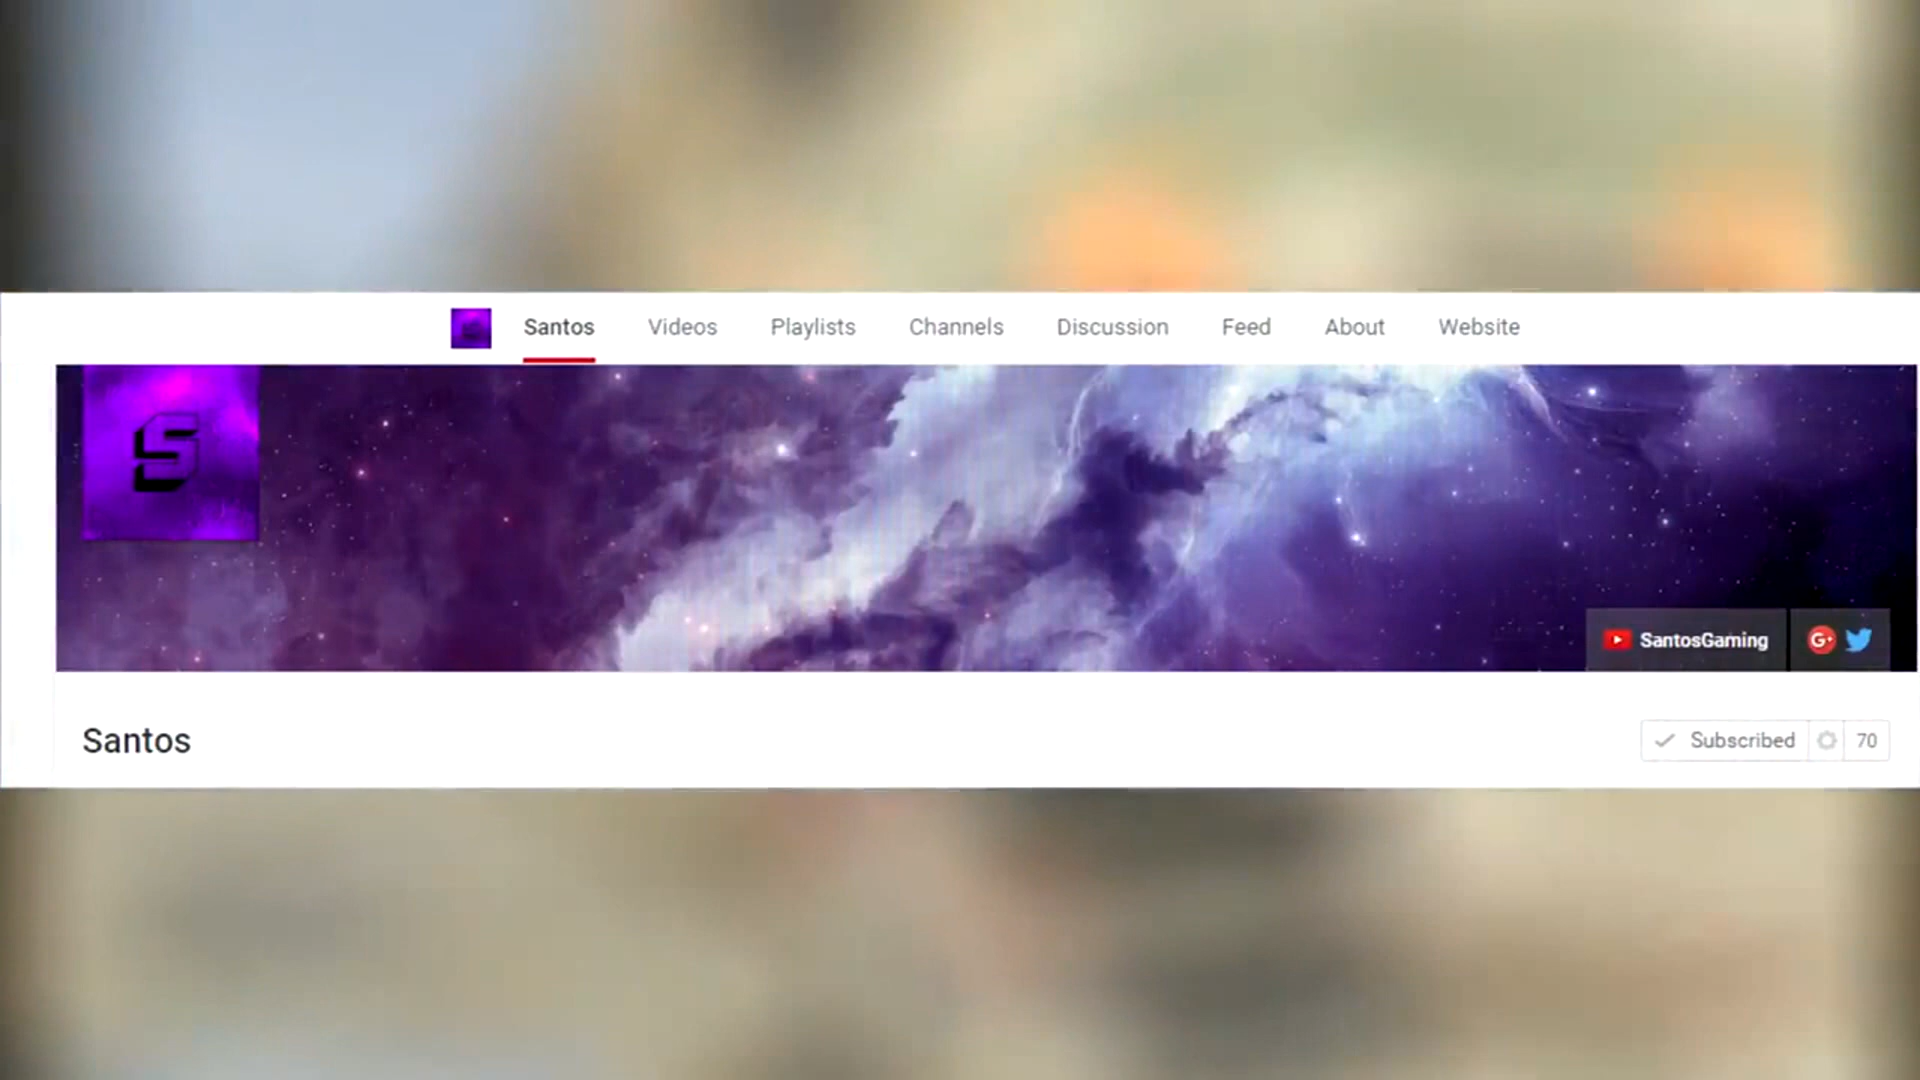 Santos Videos Playlists Channels Discussion Feed About Website
S
SantosGaming G+
Santos
Subscribed 70